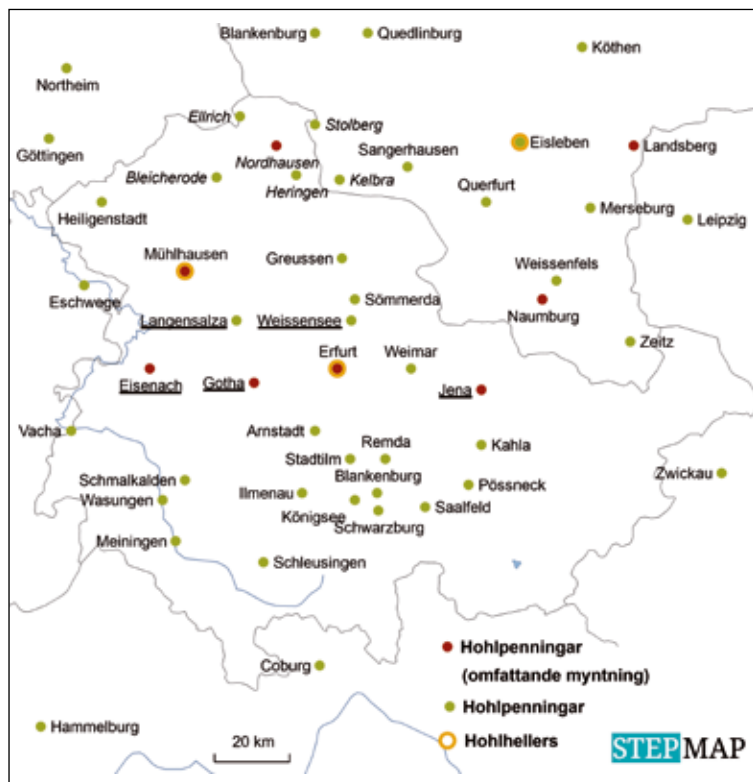 Blankenburg
Quedlinburg
Köthen
Northeim
Ellrich
Stolberg
Göttingen
Nordhausen
Sangerhausen
Eisleben
Landsberg
Bleicherode
Heringen
Kelbra
Querfurt
Heiligenstadt
Merseburg
Leipzig
Mühlhausen
Greussen
Weissenfels
Eschwege
Sömmerda
Naumburg
Langensalza
Weissensee
Zeitz
Erfurt
Weimar
Eisenach
Gotha
Jena
Vacha
Arnstadt
Remda
Kahla
Stadtilm
Blankenburg
Zwickau
Schmalkalden
Pössneck
Wasungen
Ilmenau
Königsee
Saalfeld
Schwarzburg
Meiningen
Schleusingen
Coburg
Hohlpenningar
(omfattande myntning)
Hohlpenningar
Hammelburg
20 km
Hohlhellers
STEPMAP